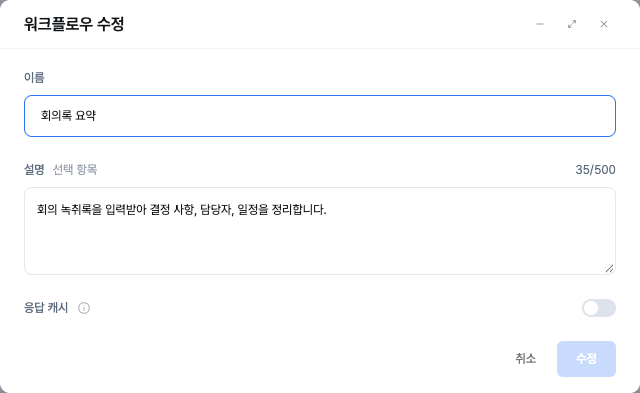 워크플로우 수정
이름
회의록 요약
설명 선택 항목 35/500
회의 녹취록을 입력받아 결정 사항, 담당자, 일정을 정리합니다.
응답 캐시
취소 수정